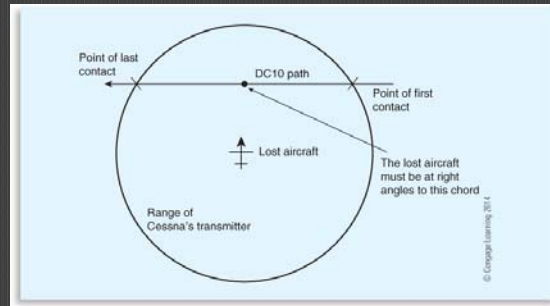 Point of last
contact
DC10 path
Point of first
contact
Lost aircraft
The lost aircraft
must be at right
angles to this chord
Range of
Cessna's transmitter
© Cengage Learning 2014